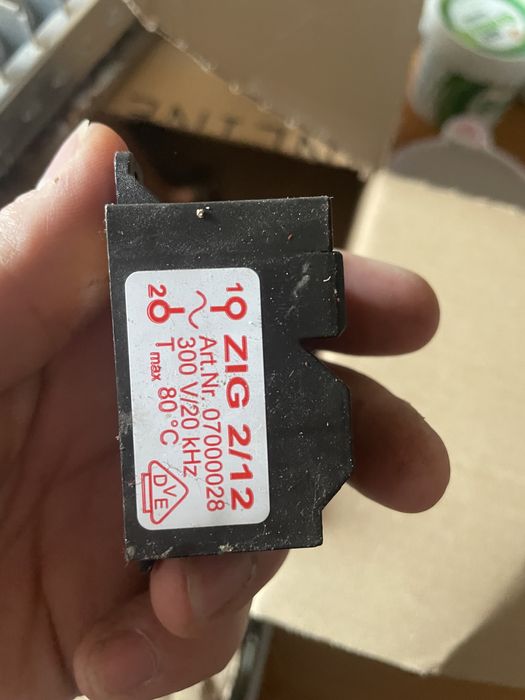 ZIG 2/12
Art.Nr. 07000028
300 V/20 kHz
T max 80 °C
1
2
VDE